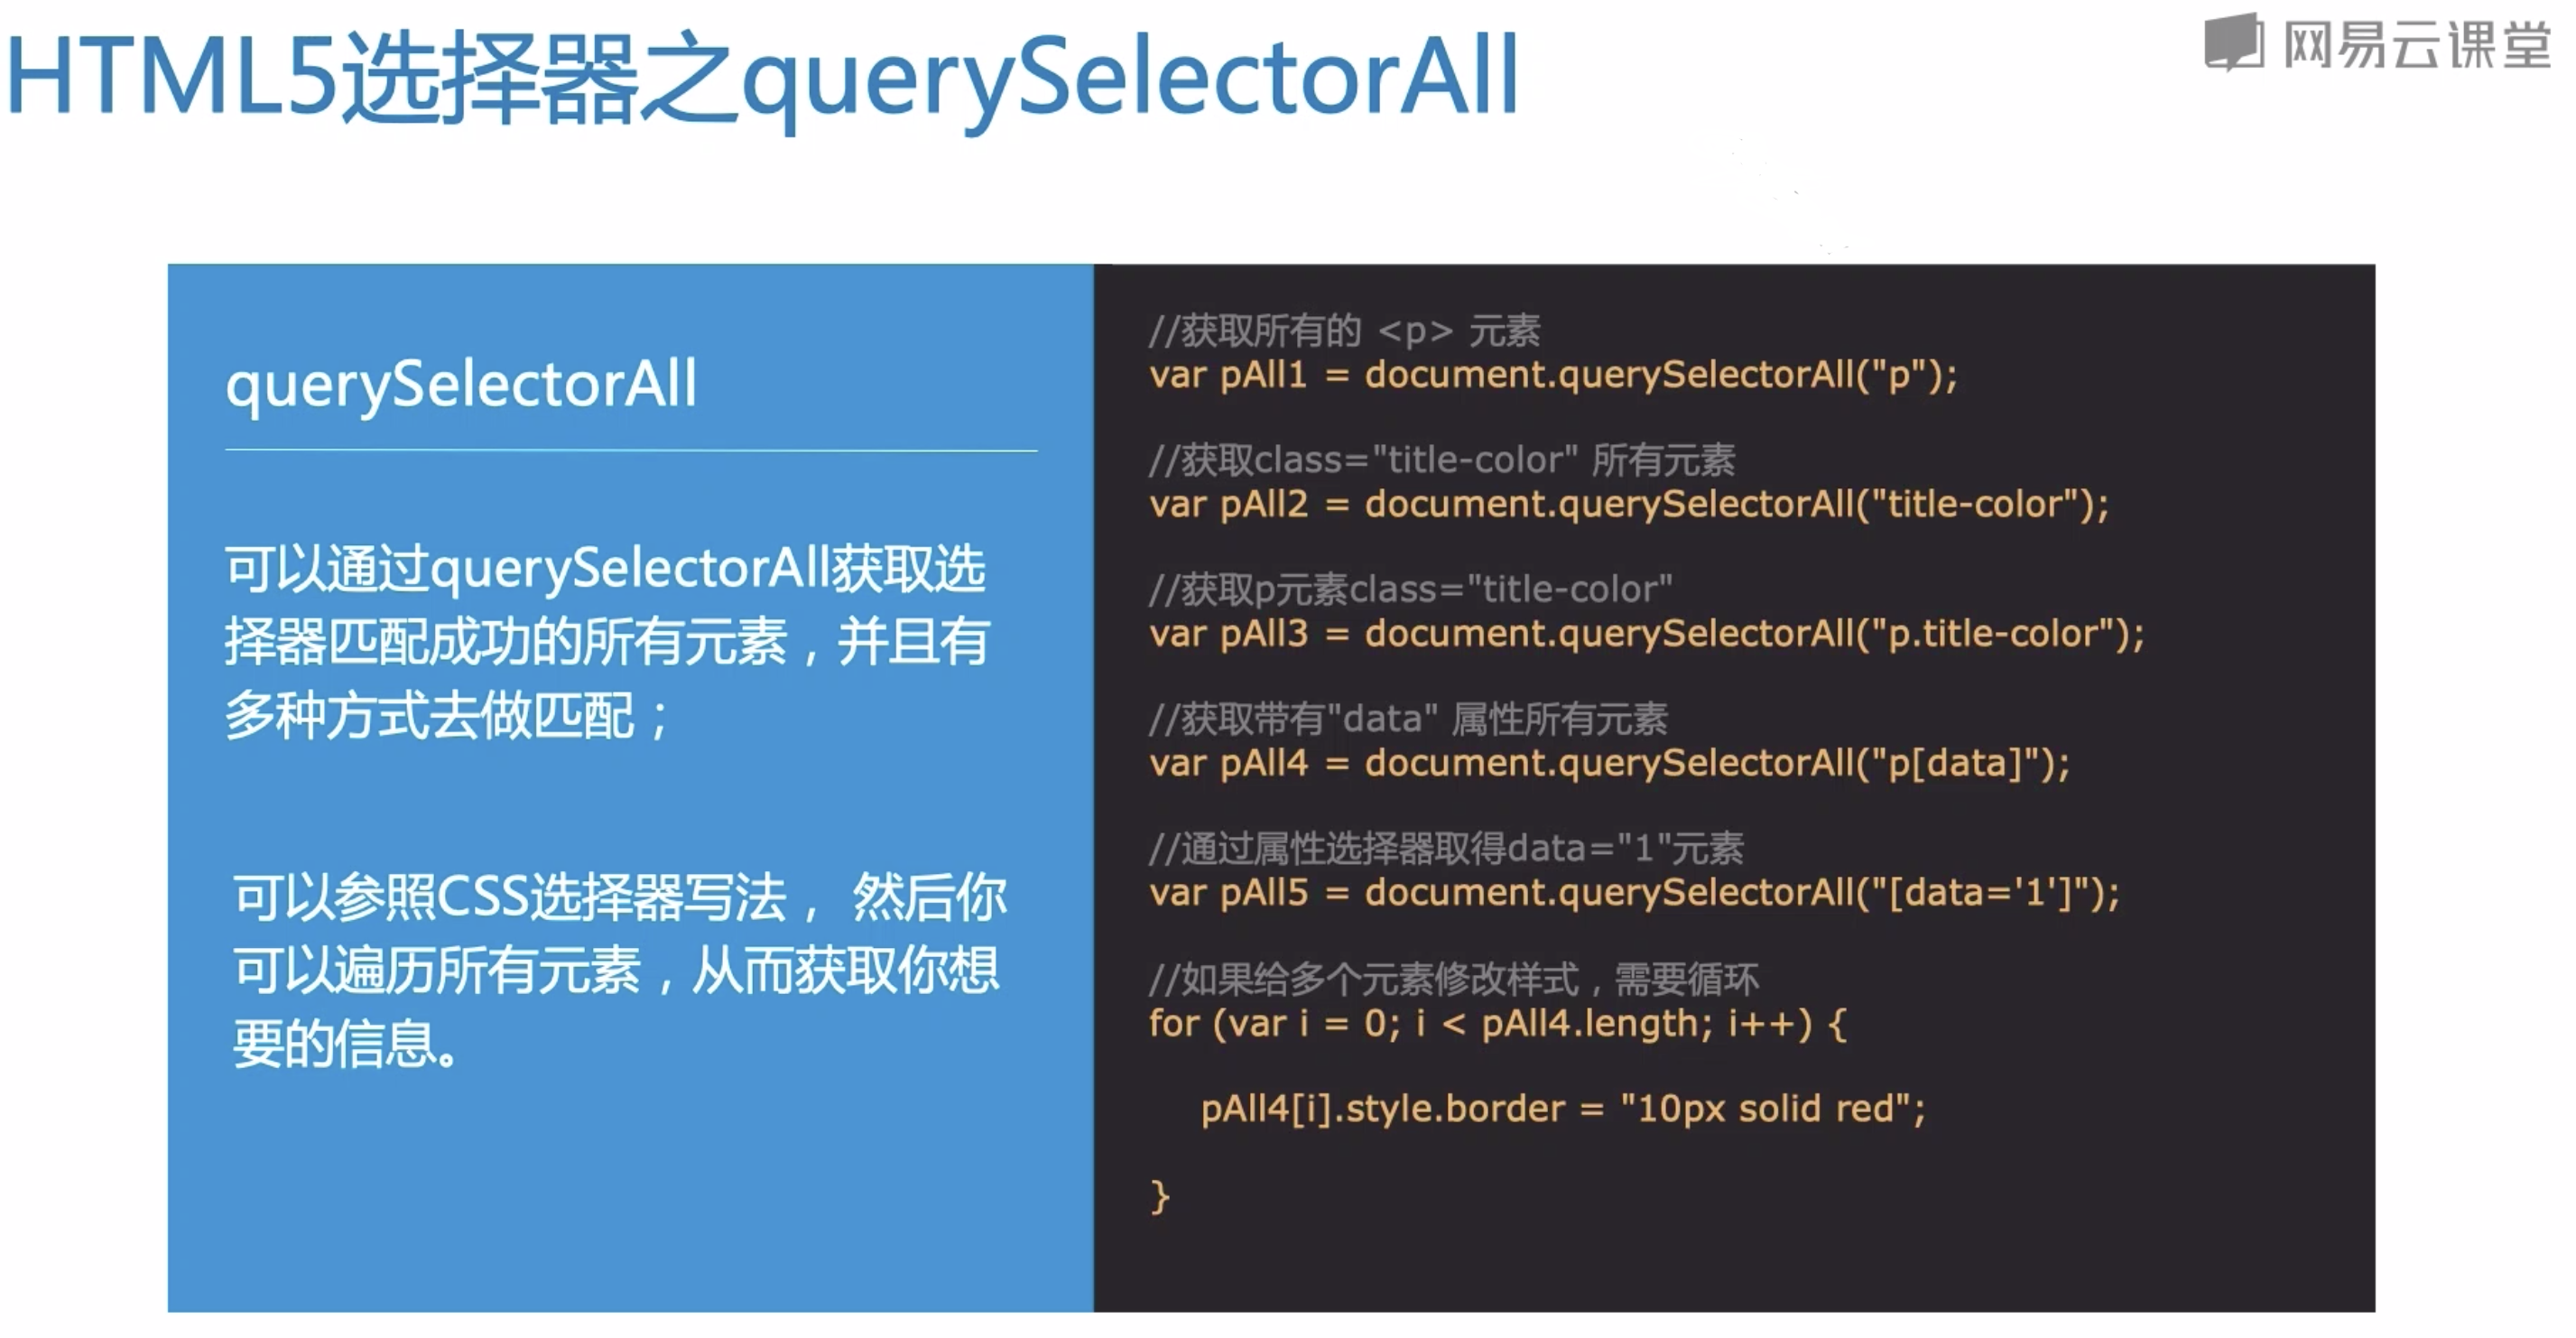 HTML5选择器之querySelectorAll
网易云课堂
querySelectorAll
可以通过querySelectorAll获取选
择器匹配成功的所有元素，并且有
多种方式去做匹配；
可以参照CSS选择器写法， 然后你
可以遍历所有元素，从而获取你想
要的信息。
//获取所有的 <p> 元素
var pAll1 = document.querySelectorAll("p");
//获取class="title-color" 所有元素
var pAll2 = document.querySelectorAll("title-color");
//获取p元素class="title-color"
var pAll3 = document.querySelectorAll("p.title-color");
//获取带有"data" 属性所有元素
var pAll4 = document.querySelectorAll("p[data]");
//通过属性选择器取得data="1"元素
var pAll5 = document.querySelectorAll("[data='1']");
//如果给多个元素修改样式，需要循环
for (var i = 0; i < pAll4.length; i++) {
pAll4[i].style.border = "10px solid red";
}